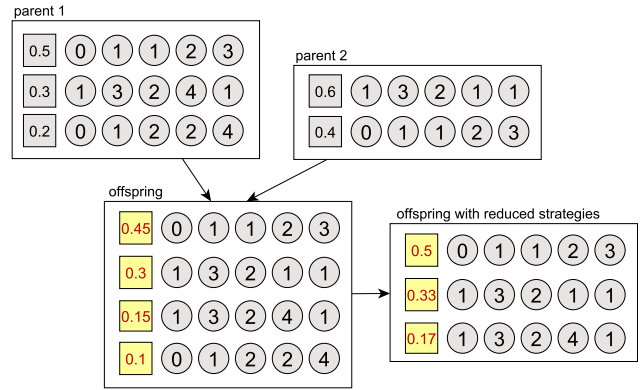 parent 1
0.5 0 1 1 2 3
0.3 1 3 2 4 1
0.2 0 1 2 2 4
parent 2
0.6 1 3 2 1 1
0.4 0 1 1 2 3
offspring
0.45 0 1 1 2 3
0.3 1 3 2 1 1
0.15 1 3 2 4 1
0.1 0 1 2 2 4
offspring with reduced strategies
0.5 0 1 1 2 3
0.33 1 3 2 1 1
0.17 1 3 2 4 1